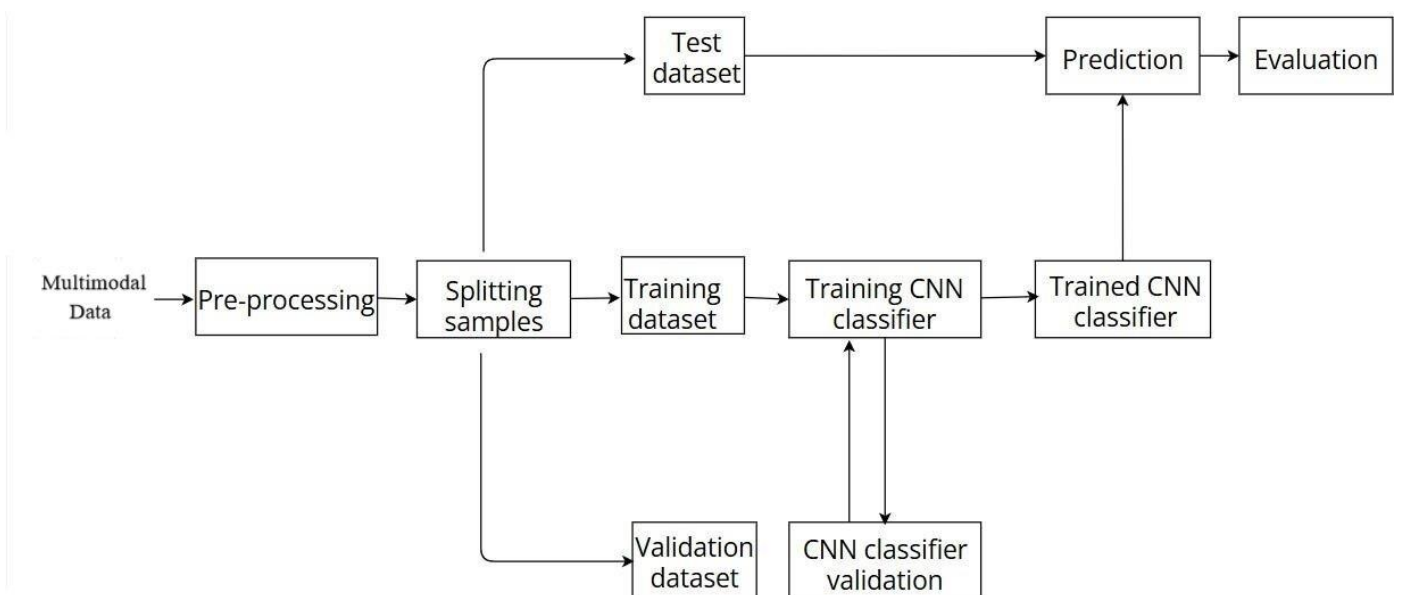 Test
dataset
Prediction
Evaluation
Multimodal
Data
Pre-processing
Splitting
samples
Training
dataset
Training CNN
classifier
Trained CNN
classifier
Validation
dataset
CNN classifier
validation